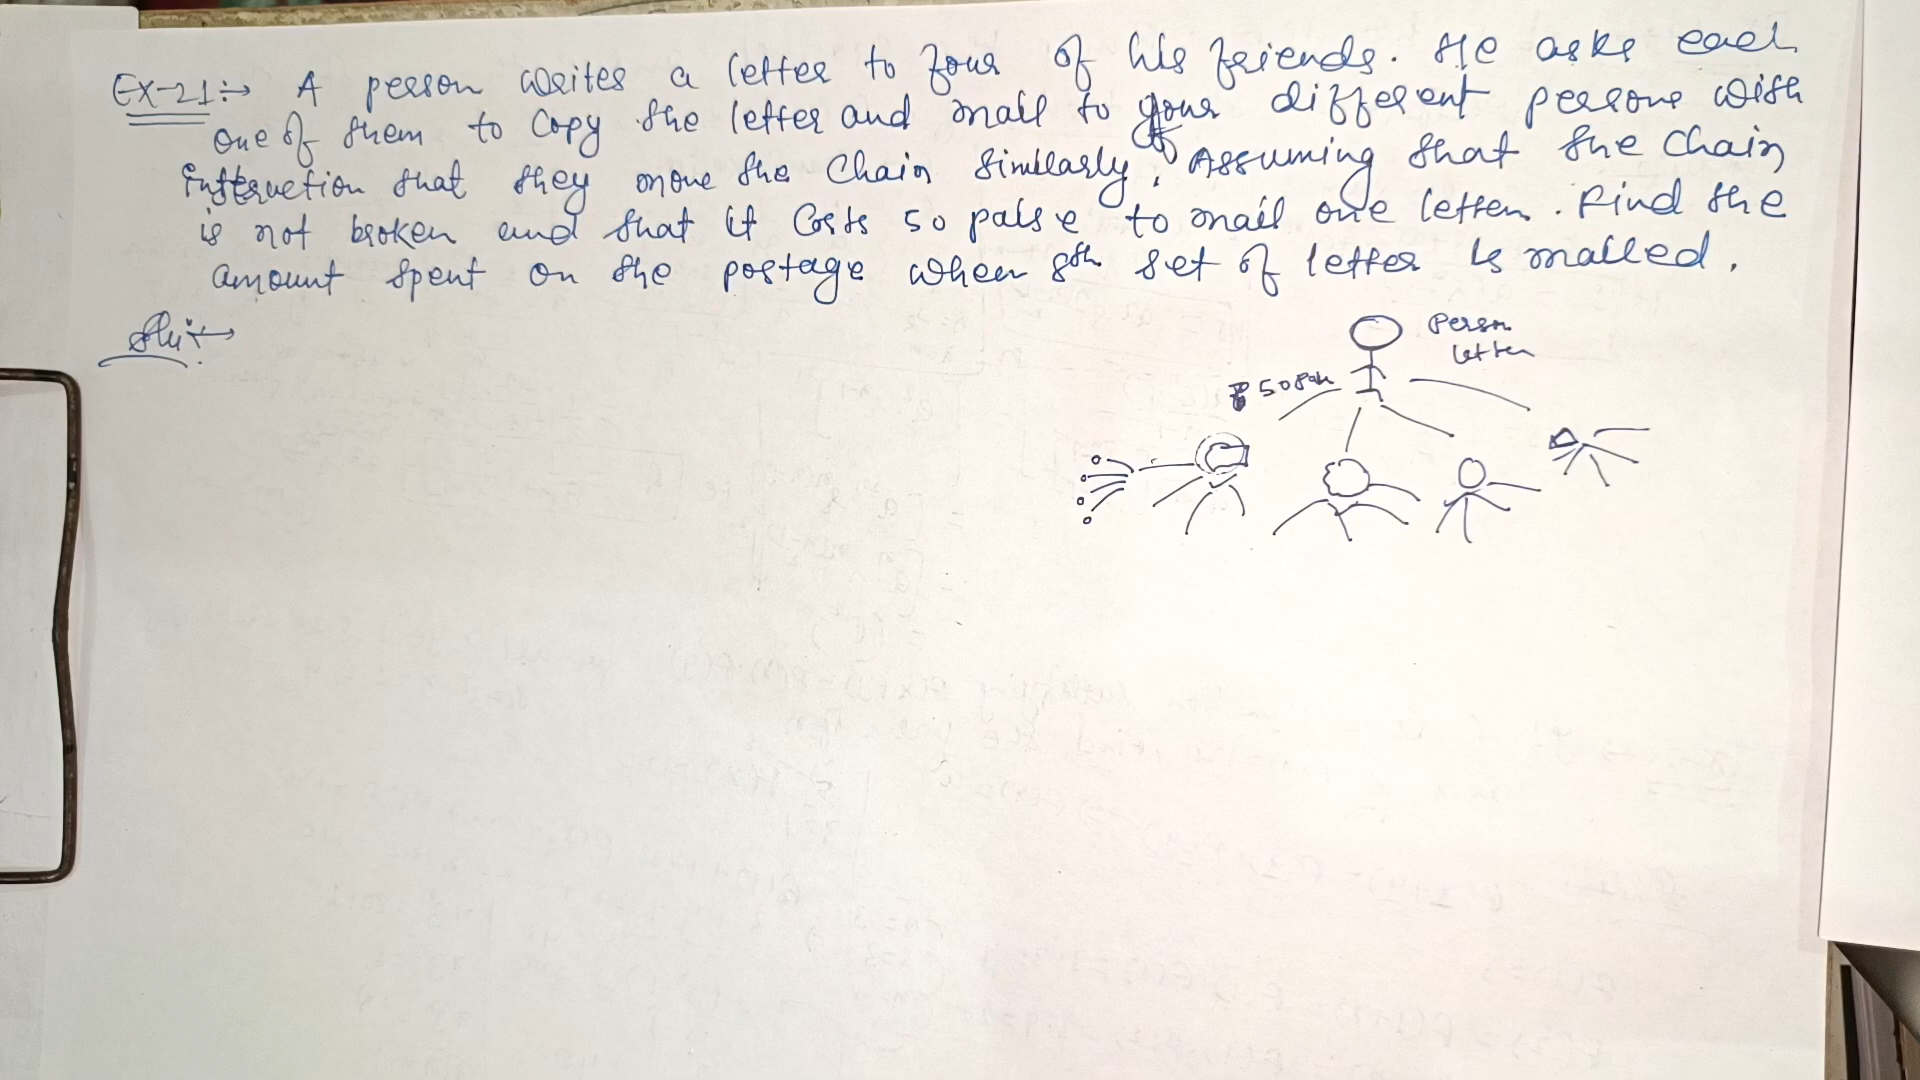 Ex-21:→ A person writes a letter to four of his friends. He asks each
one of them to copy the letter and mail to four different persons with
instruction that they move the chain similarly. Assuming that the chain
is not broken and that it costs 50 paise to mail one letter. Find the
amount spent on the postage when 8th set of letter is mailed.
Person
letter
50